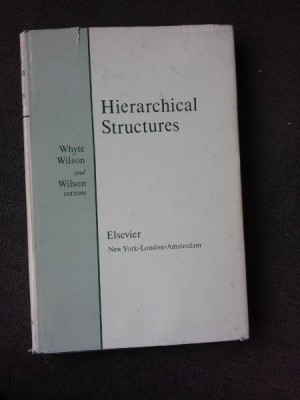 Hierarchical
Structures
Whyte
Wilson
and
Wilson
EDITORS
Elsevier
New York·London·Amsterdam